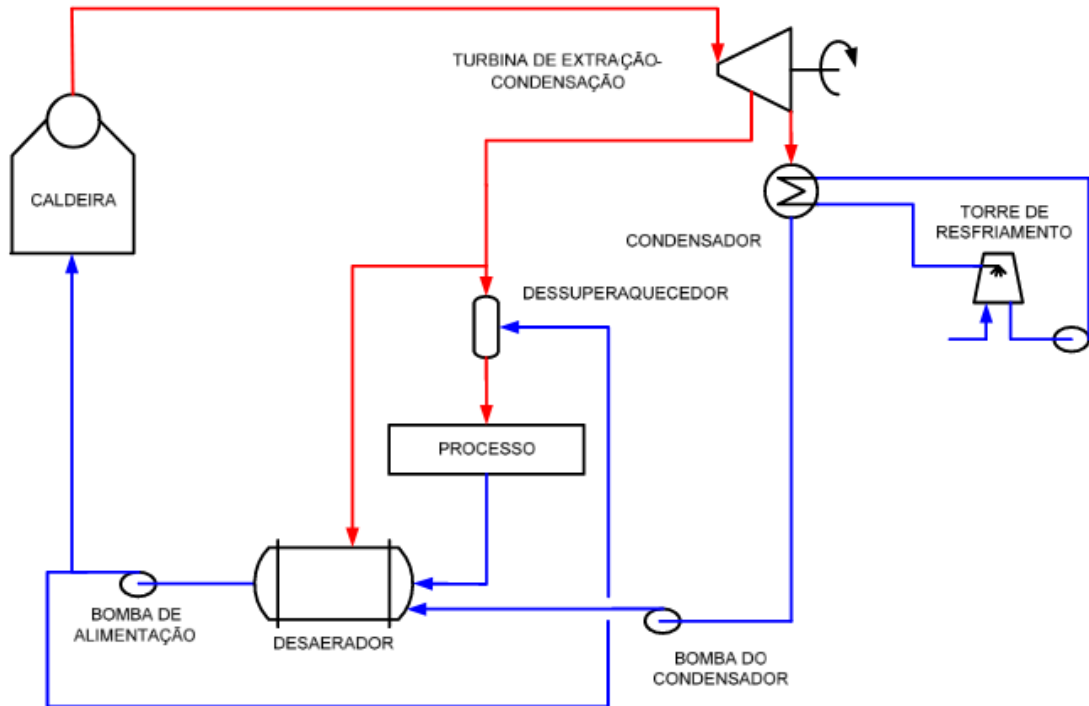 TURBINA DE EXTRAÇÃO-
CONDENSAÇÃO
CALDEIRA
TORRE DE
RESFRIAMENTO
CONDENSADOR
DESSUPERAQUECEDOR
PROCESSO
BOMBA DE
ALIMENTAÇÃO
DESAERADOR
BOMBA DO
CONDENSADOR